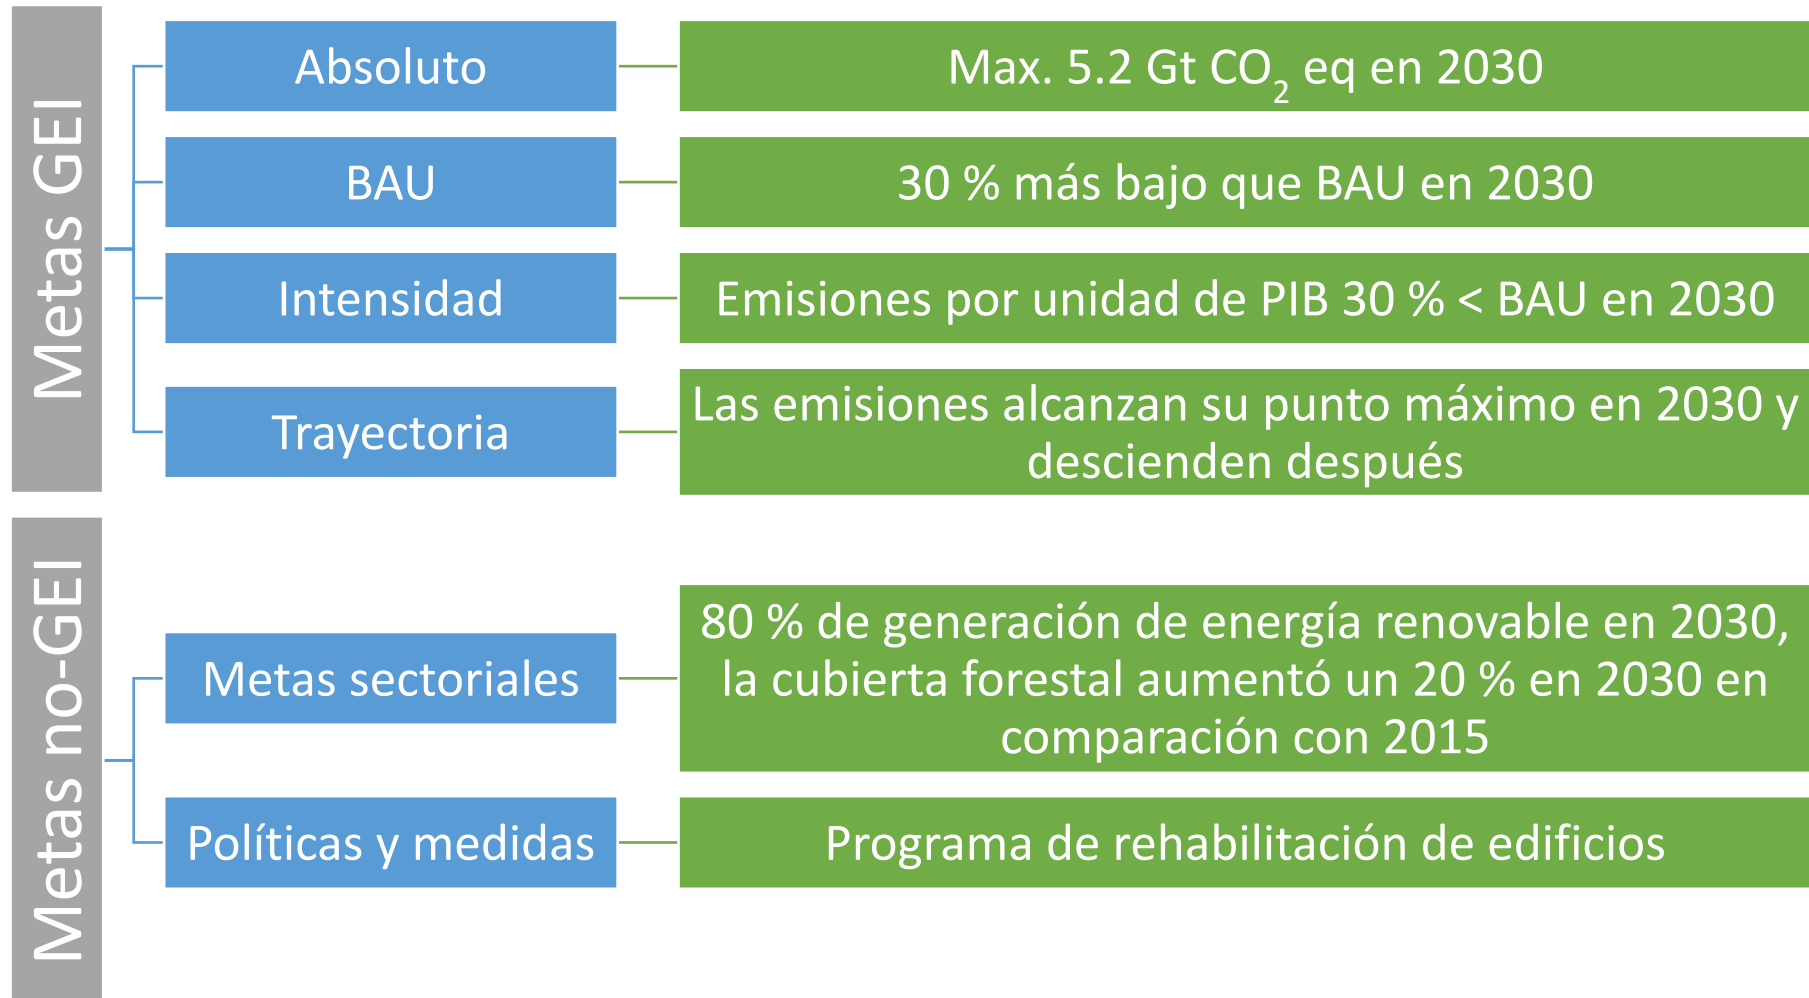 Metas GEI
Absoluto
Max. 5.2 Gt CO₂ eq en 2030
BAU
30 % más bajo que BAU en 2030
Intensidad
Emisiones por unidad de PIB 30 % < BAU en 2030
Trayectoria
Las emisiones alcanzan su punto máximo en 2030 y
descienden después
Metas no-GEI
Metas sectoriales
80 % de generación de energía renovable en 2030,
la cubierta forestal aumentó un 20 % en 2030 en
comparación con 2015
Políticas y medidas
Programa de rehabilitación de edificios